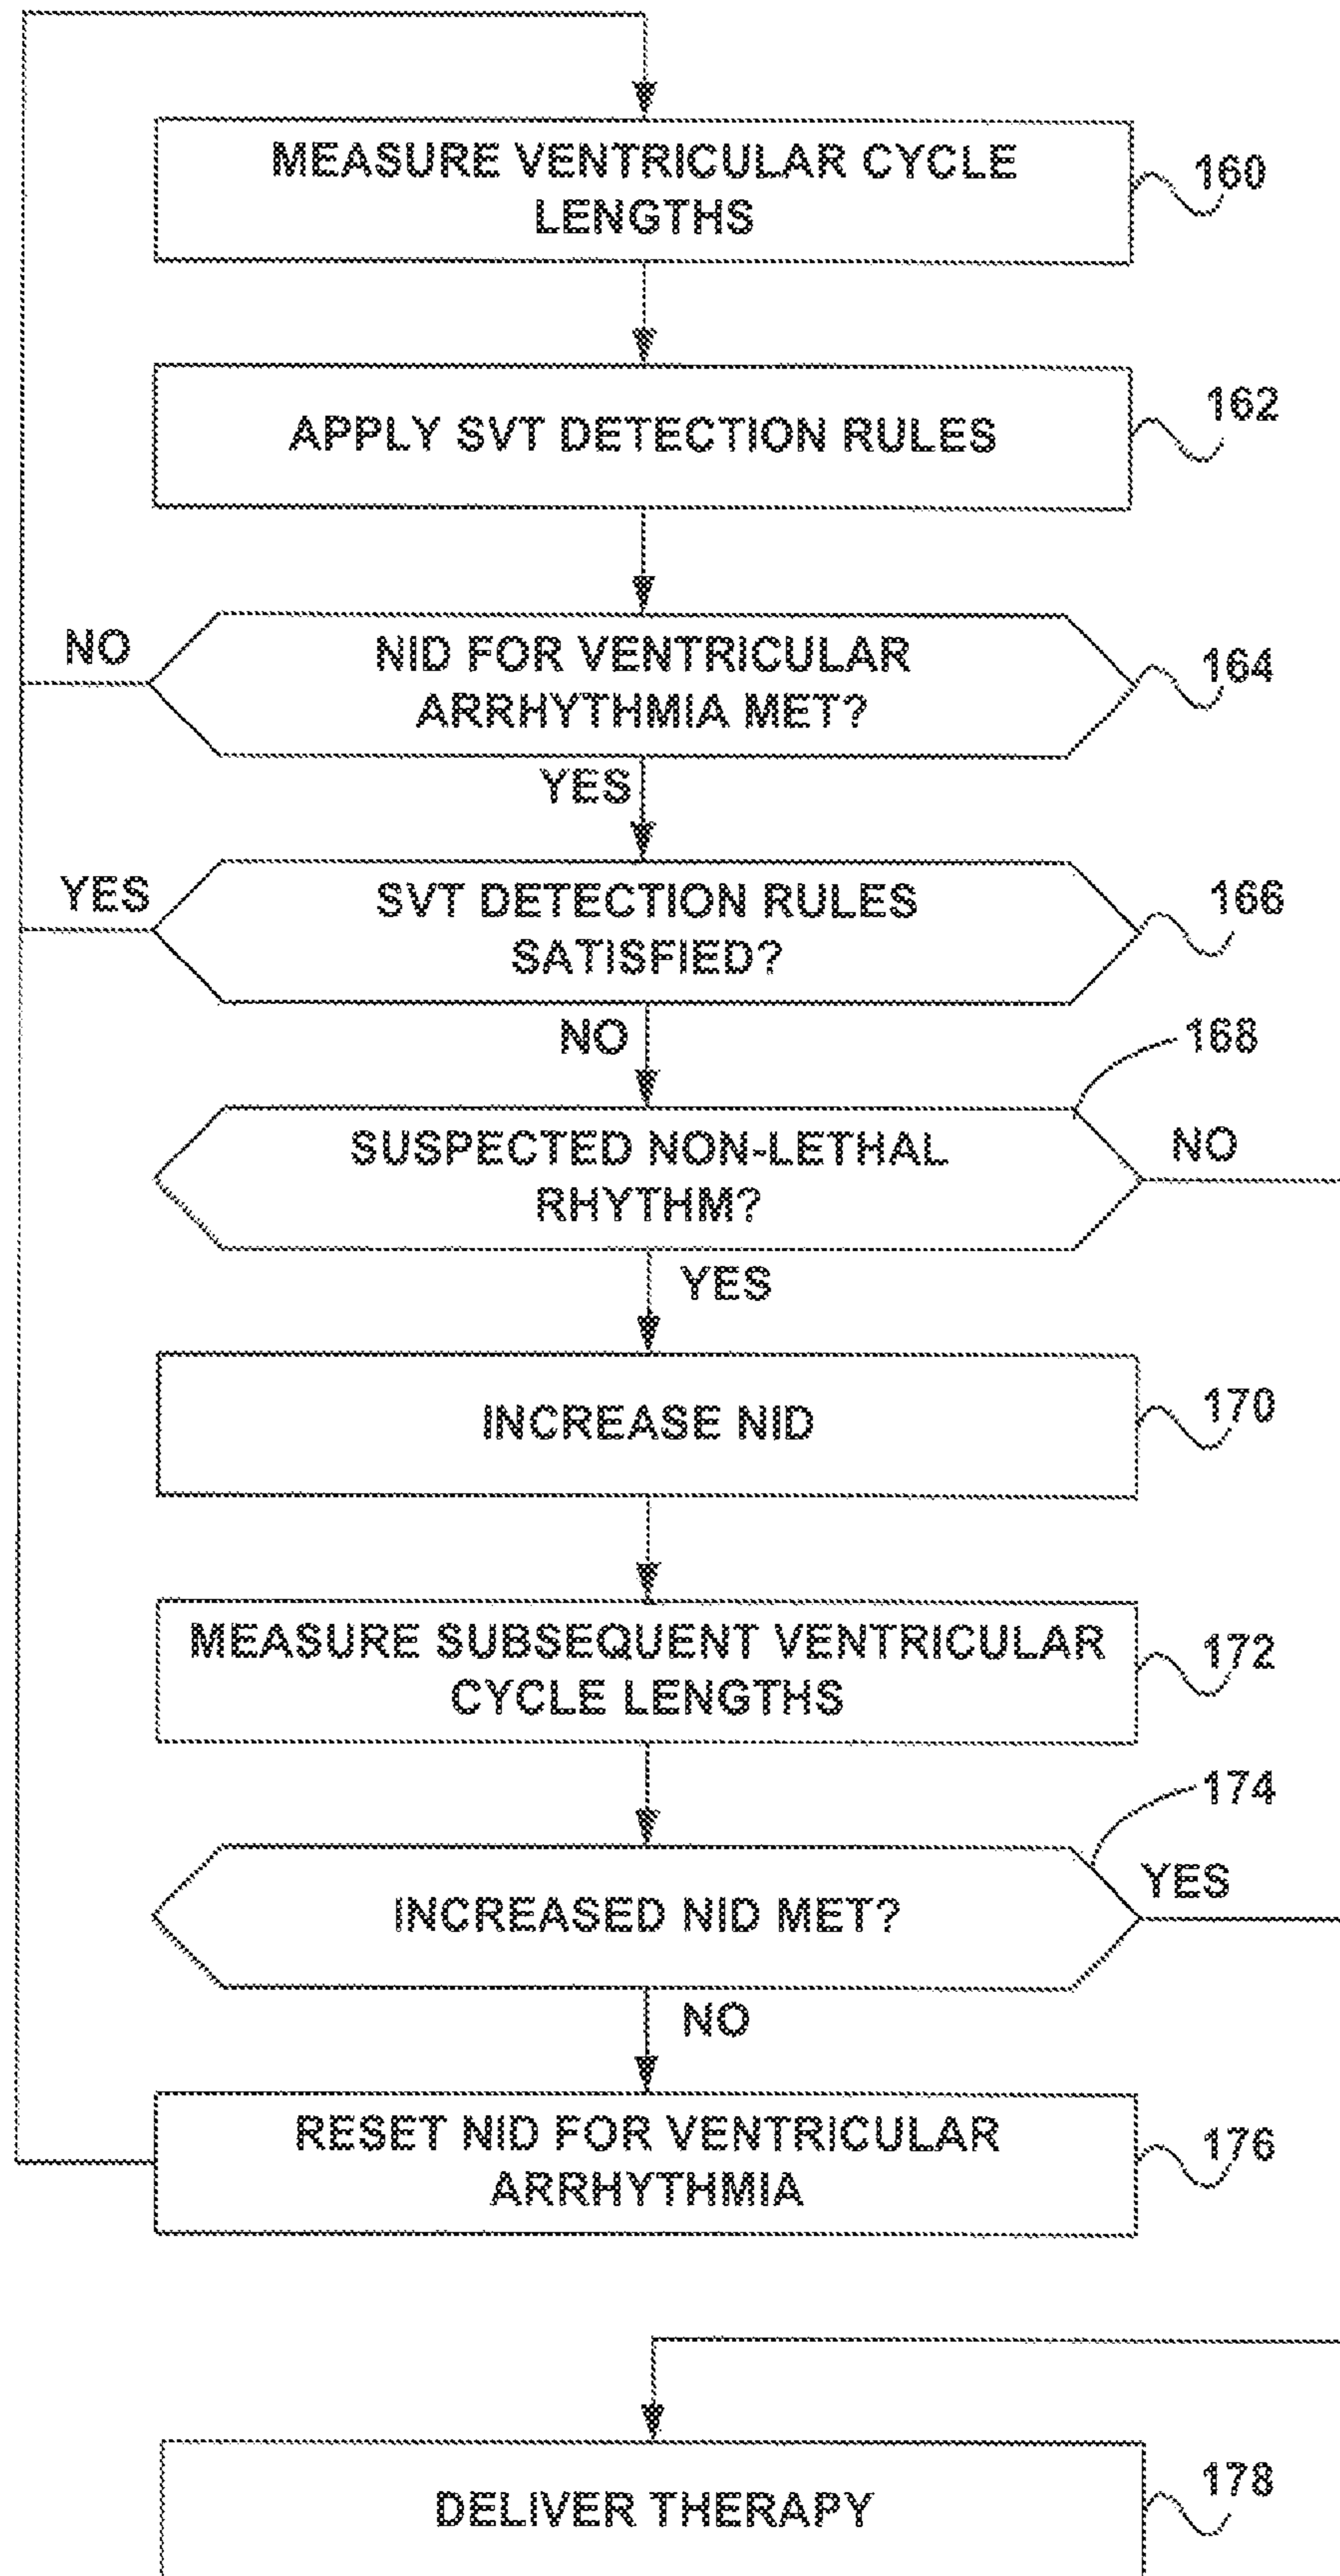 MEASURE VENTRICULAR CYCLE
LENGTHS
160
APPLY SVT DETECTION RULES
162
NO
NID FOR VENTRICULAR
ARRHYTHMIA MET?
164
YES
YES
SVT DETECTION RULES
SATISFIED?
166
NO
168
SUSPECTED NON-LETHAL
RHYTHM?
NO
YES
INCREASE NID
170
MEASURE SUBSEQUENT VENTRICULAR
CYCLE LENGTHS
172
174
INCREASED NID MET?
YES
NO
RESET NID FOR VENTRICULAR
ARRHYTHMIA
176
DELIVER THERAPY
178